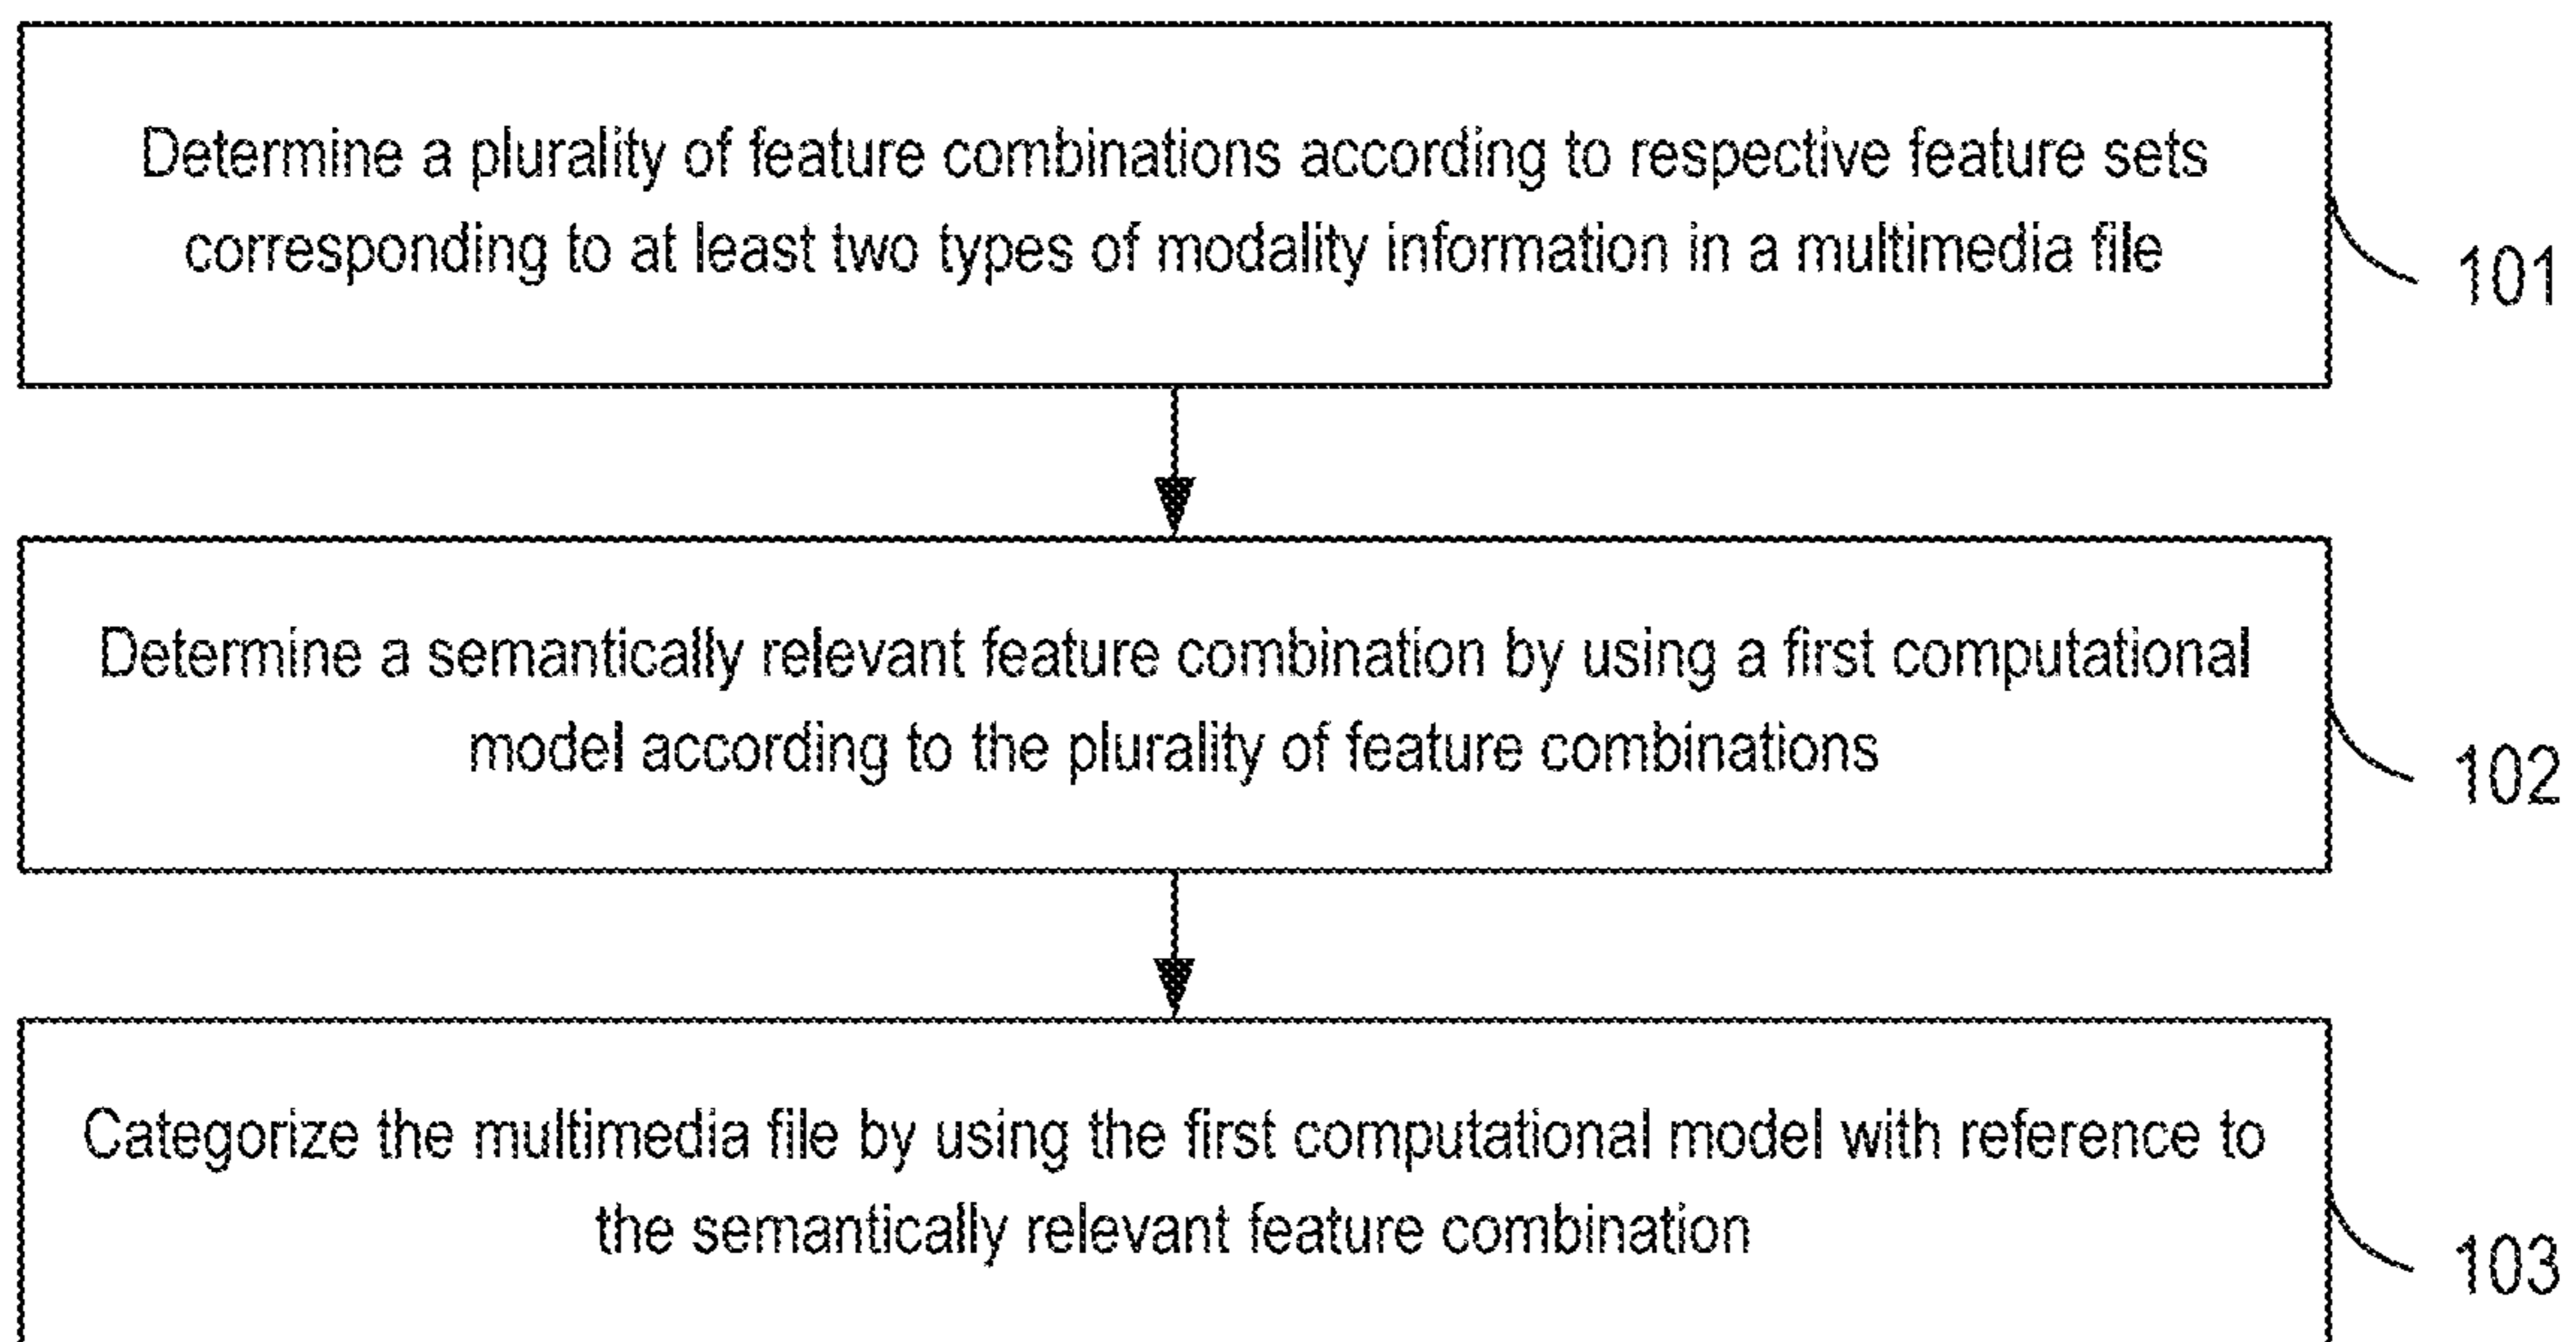 Determine a plurality of feature combinations according to respective feature sets
corresponding to at least two types of modality information in a multimedia file
101
Determine a semantically relevant feature combination by using a first computational
model according to the plurality of feature combinations
102
Categorize the multimedia file by using the first computational model with reference to
the semantically relevant feature combination
103